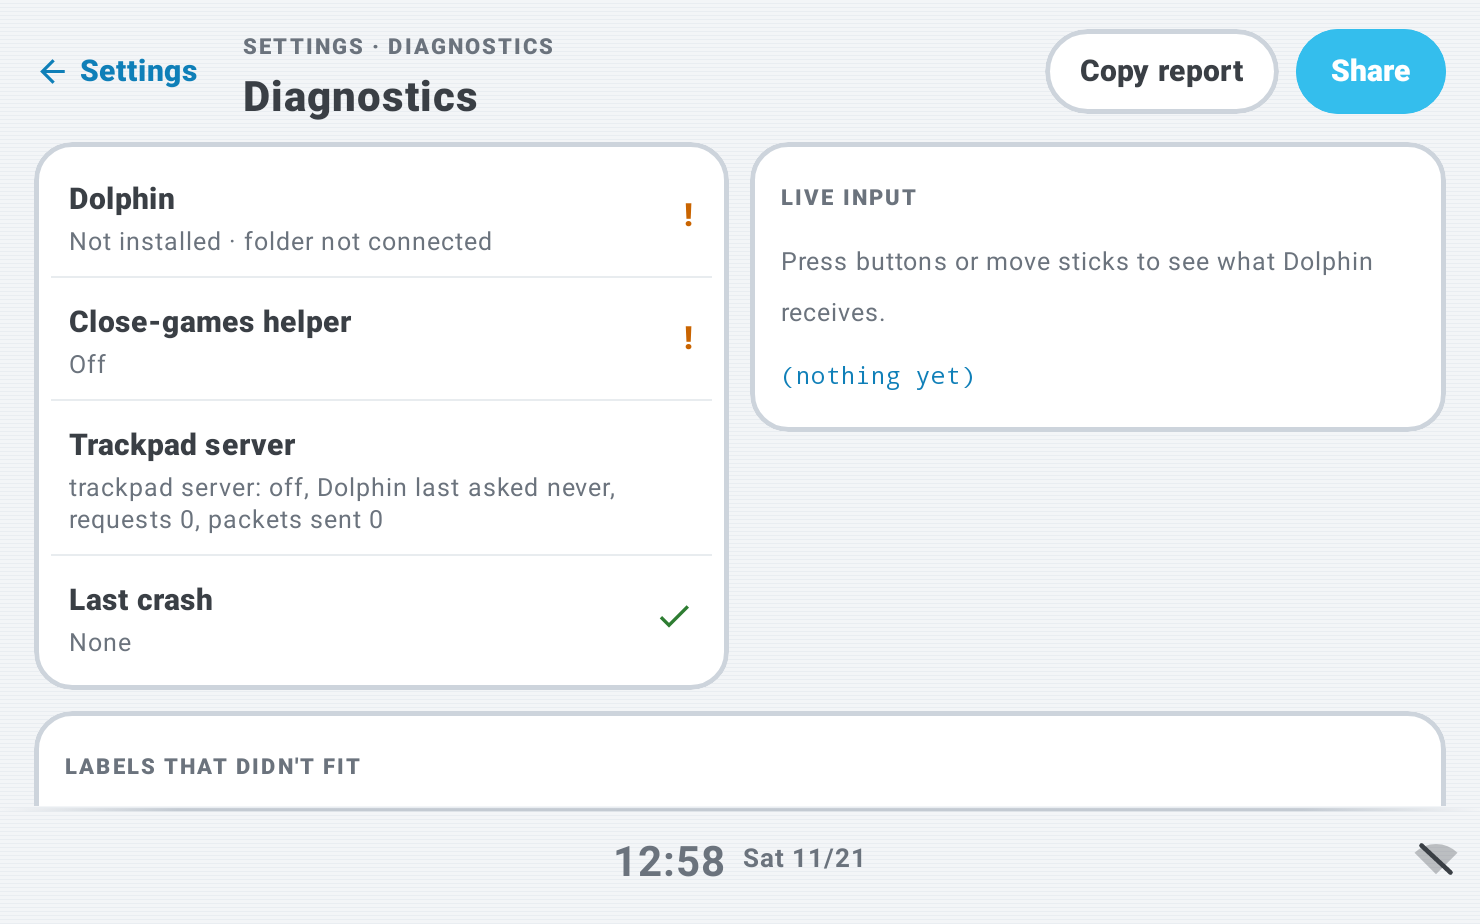 Settings
SETTINGS · DIAGNOSTICS
Diagnostics
Copy report
Share
Dolphin
Not installed · folder not connected
!
Close-games helper
Off
!
Trackpad server
trackpad server: off, Dolphin last asked never,
requests 0, packets sent 0
Last crash
None
LIVE INPUT
Press buttons or move sticks to see what Dolphin
receives.
(nothing yet)
LABELS THAT DIDN'T FIT
12:58 Sat 11/21